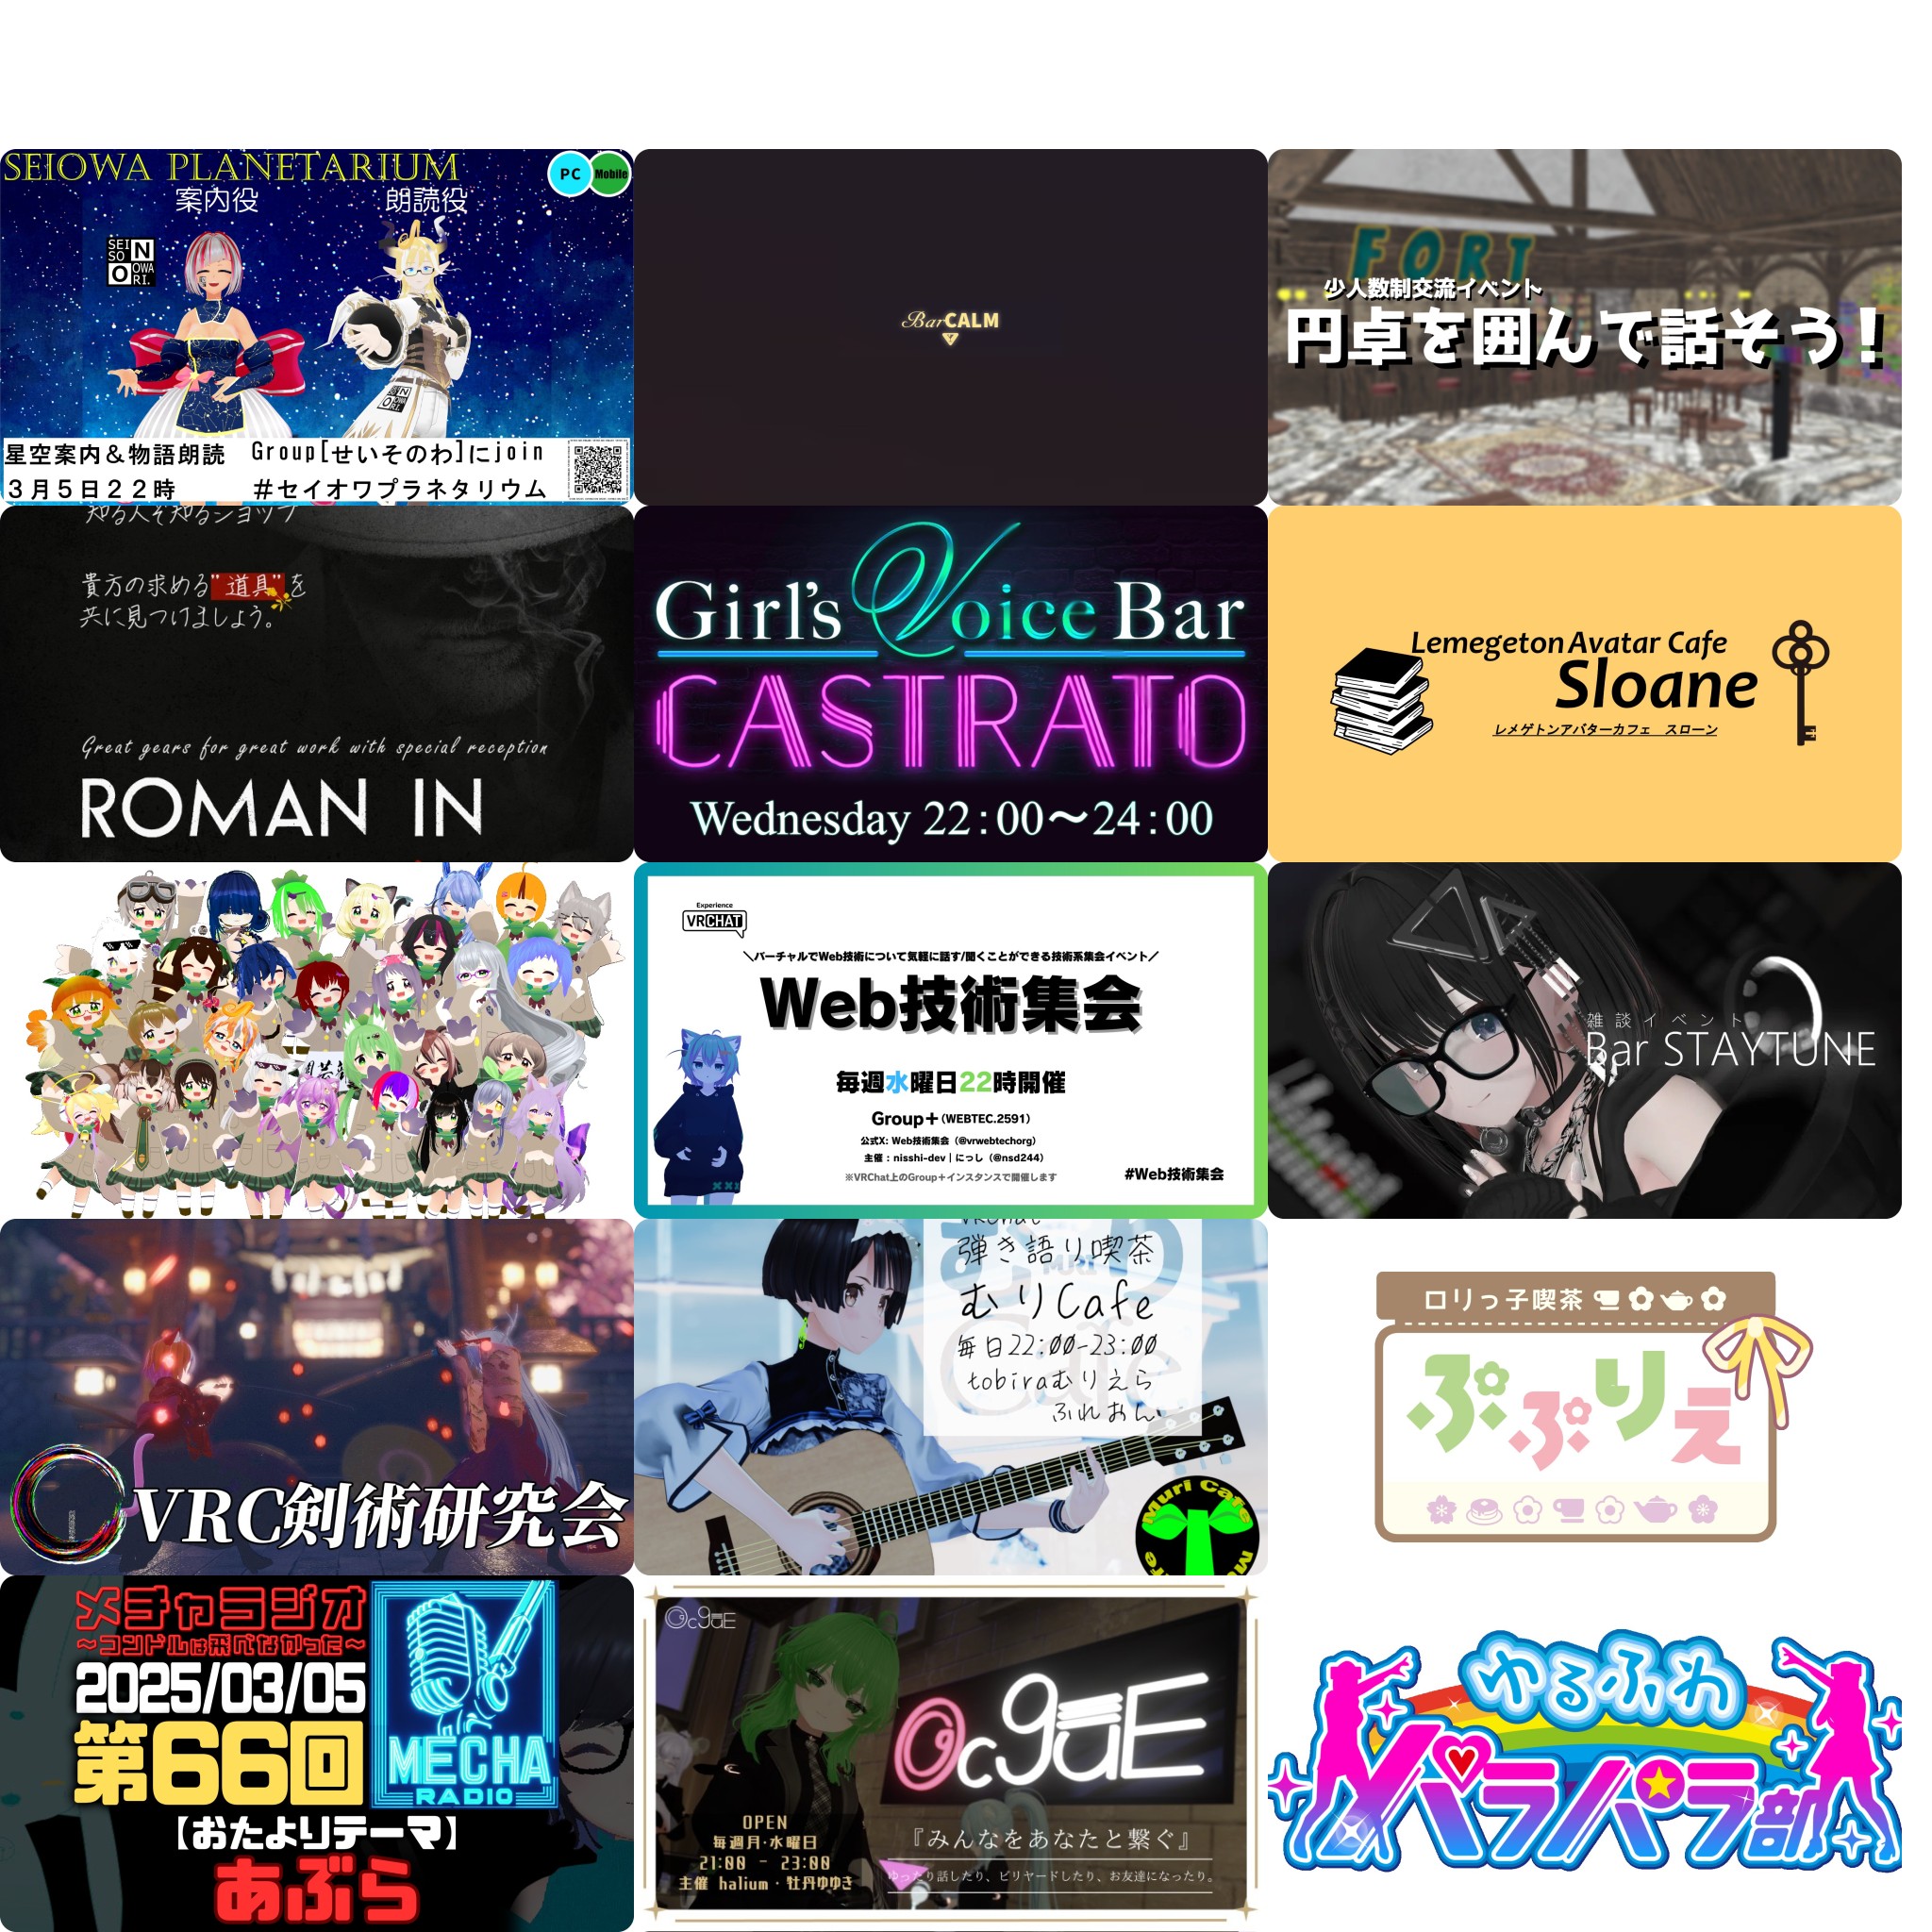 SEIOWA PLANETARIUM
PC
Mobile
案内役
朗読役
SEI
SO
N
O
OWA
RI.
星空案内&物語朗読
Group[せいそのわ]にjoin
3月5日22時
#セイオワプラネタリウム
BarCALM
FORT
少人数制交流イベント
円卓を囲んで話そう!
知る人ぞ知るショップ
貴方の求める"道具"を
共に見つけましょう。
Great gears for great work with special reception
ROMAN IN
Girl's Voice Bar
CASTRATO
Wednesday 22:00〜24:00
Lemegeton Avatar Cafe
Sloane
レメゲトンアバターカフェ スローン
Experience
VRCHAT
\バーチャルでWeb技術について気軽に話す/聞くことができる技術系集会イベント/
Web技術集会
毎週水曜日22時開催
Group+(WEBTEC.2591)
公式X: Web技術集会(@vrwebtechorg)
主催:nisshi-dev|にっし(@nsd244)
※VRChat上のGroup+インスタンスで開催します
#Web技術集会
雑談イベント
Bar STAYTUNE
VRC剣術研究会
VRChat
弾き語り喫茶
むりCafe
毎日22:00-23:00
tobiraむりえら
ふれおん
Muri Cafe
ロリっ子喫茶
ぷぷりえ
メチャラジオ
〜コンドルは飛べなかった〜
2025/03/05
第66回
MECHA
RADIO
【おたよりテーマ】
あぶら
OcguE
OcguE
OPEN
毎週月・水曜日
21:00 - 23:00
主催 halium・牡丹ゆゆき
『みんなをあなたと繋ぐ』
ゆったり話したり、ビリヤードしたり、お友達になったり。
ゆるふわ
パラパラ部